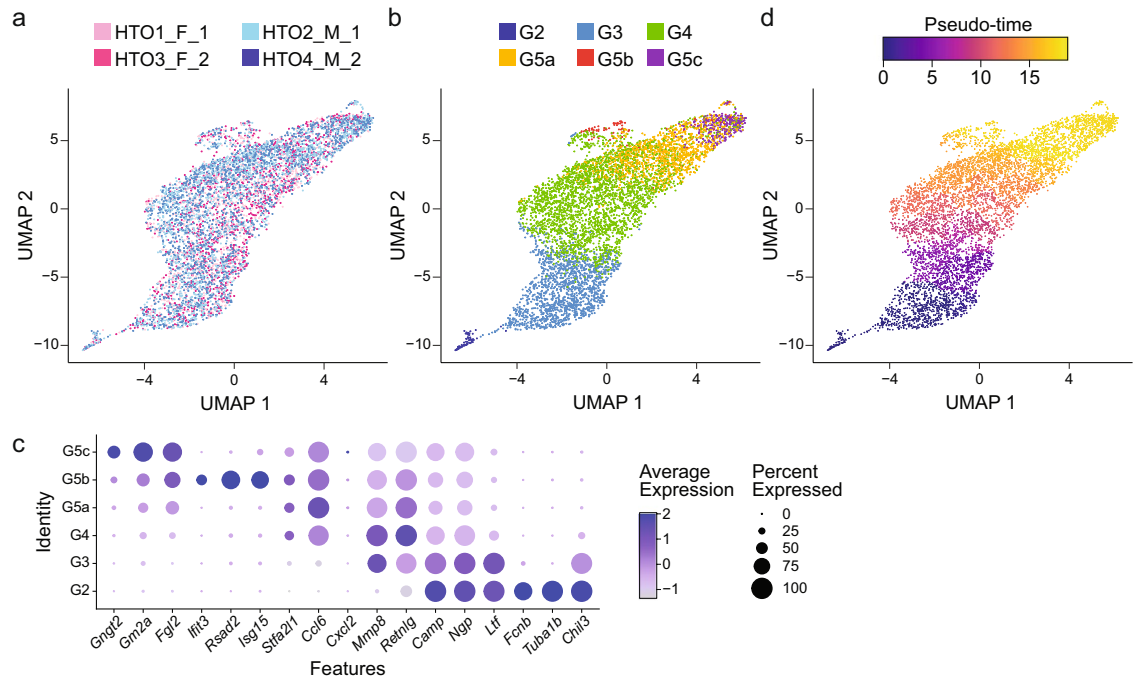 a
HTO1_F_1 HTO2_M_1
HTO3_F_2 HTO4_M_2
5
0
−5
−10
UMAP 2
−4 0 4
UMAP 1
b
G2 G3 G4
G5a G5b G5c
5
0
−5
−10
UMAP 2
−4 0 4
UMAP 1
d
Pseudo-time
0 5 10 15
5
0
−5
−10
UMAP 2
−4 0 4
UMAP 1
c
Identity
G5c
G5b
G5a
G4
G3
G2
Gngt2 Gm2a Fgl2 Ifit3 Rsad2 Isg15 Stfa2l1 Ccl6 Cxcl2 Mmp8 Retnlg Camp Ngp Ltf Fcnb Tuba1b Chil3
Features
Average
Expression
2
1
0
−1
Percent
Expressed
0
25
50
75
100